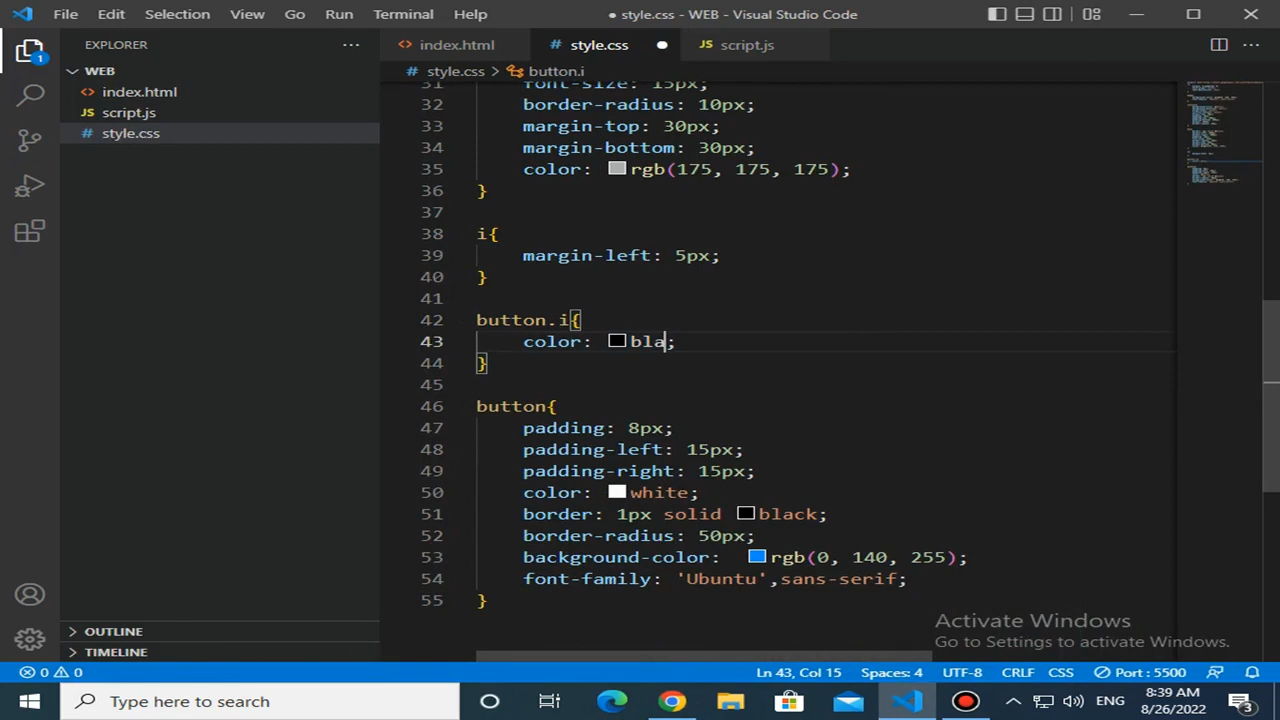 File Edit Selection View Go Run Terminal Help
● style.css - WEB - Visual Studio Code
EXPLORER
index.html
# style.css
JS script.js
WEB
# style.css > button.i
1
index.html
JS script.js
# style.css
31 font-size: 15px;
32 border-radius: 10px;
33 margin-top: 30px;
34 margin-bottom: 30px;
35 color: rgb(175, 175, 175);
36 }
37
38 i{
39 margin-left: 5px;
40 }
41
42 button.i{
43 color: bla;
44 }
45
46 button{
47 padding: 8px;
48 padding-left: 15px;
49 padding-right: 15px;
50 color: white;
51 border: 1px solid black;
52 border-radius: 50px;
53 background-color: rgb(0, 140, 255);
54 font-family: 'Ubuntu',sans-serif;
55 }
OUTLINE
TIMELINE
Activate Windows
Go to Settings to activate Windows.
0 0
Ln 43, Col 15 Spaces: 4 UTF-8 CRLF CSS Port : 5500
Type here to search
ENG
8:39 AM
8/26/2022
3